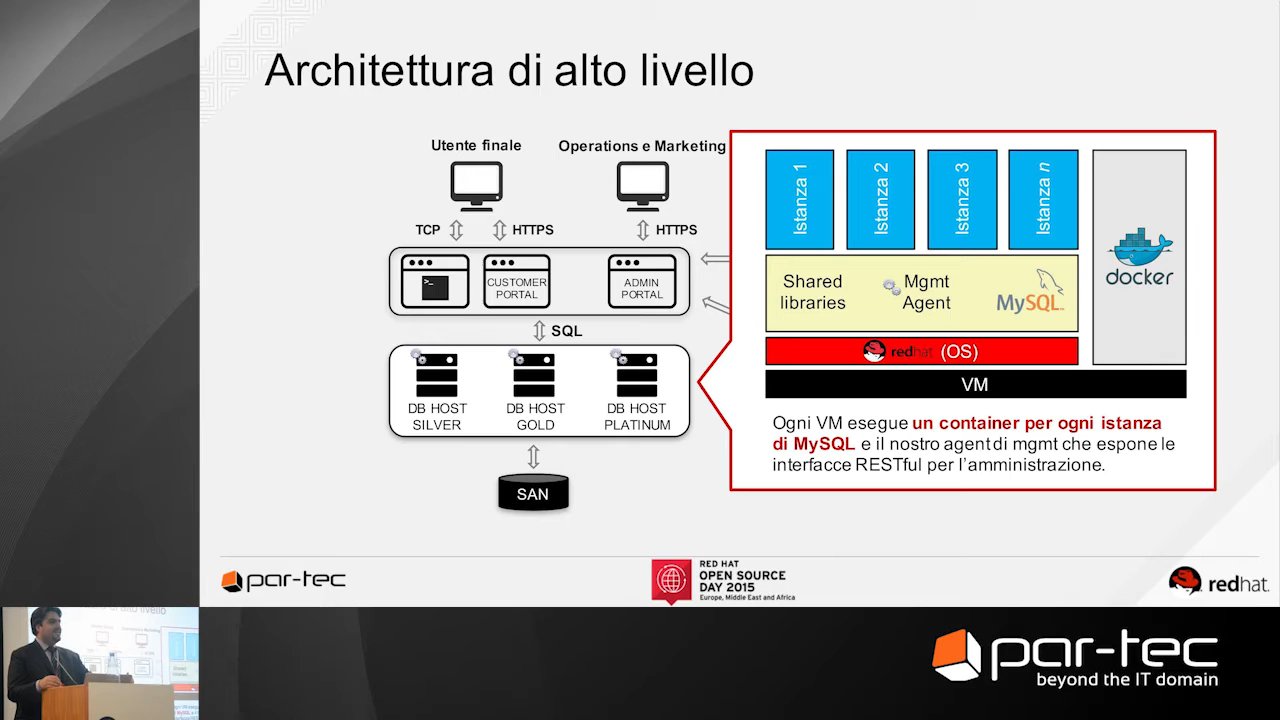 Architettura di alto livello
Utente finale
Operations e Marketing
TCP
HTTPS
HTTPS
>_
CUSTOMER
PORTAL
ADMIN
PORTAL
SQL
DB HOST
SILVER
DB HOST
GOLD
DB HOST
PLATINUM
SAN
Istanza 1
Istanza 2
Istanza 3
Istanza n
Shared
libraries
Mgmt
Agent
MySQL
docker
redhat (OS)
VM
Ogni VM esegue un container per ogni istanza
di MySQL e il nostro agent di mgmt che espone le
interfacce RESTful per l'amministrazione.
par-tec
RED HAT
OPEN SOURCE
DAY 2015
Europe, Middle East and Africa
redhat.
par-tec
beyond the IT domain